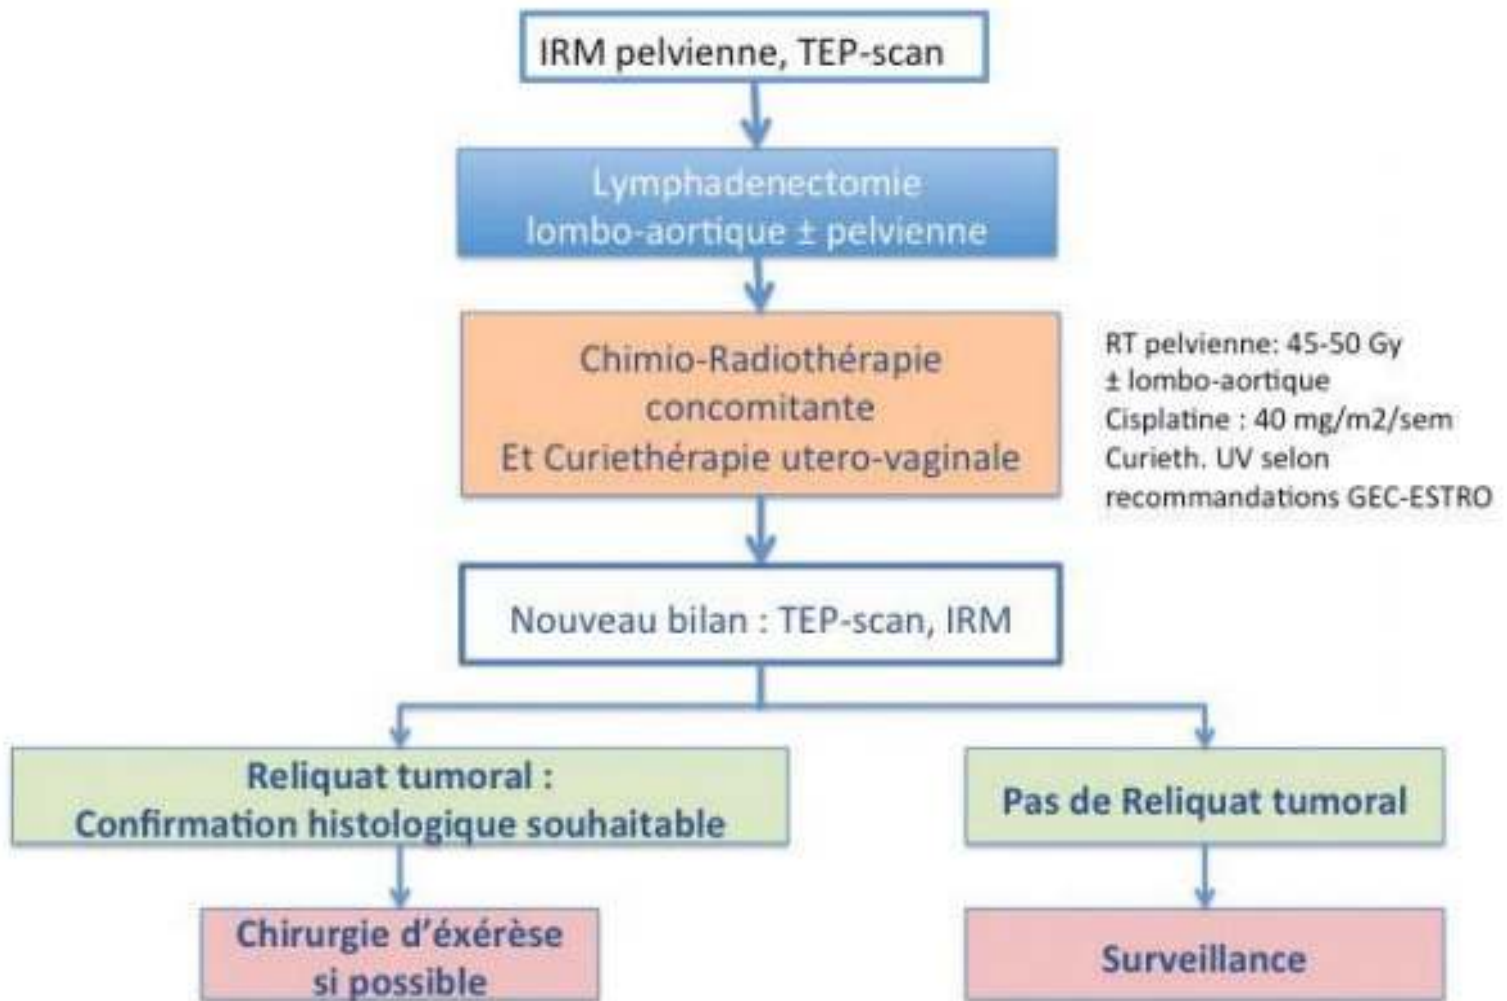 IRM pelvienne, TEP-scan
Lymphadenectomie
lombo-aortique ± pelvienne
Chimio-Radiothérapie
concomitante
Et Curiethérapie utero-vaginale
RT pelvienne: 45-50 Gy
± lombo-aortique
Cisplatine : 40 mg/m2/sem
Curieth. UV selon
recommandations GEC-ESTRO
Nouveau bilan : TEP-scan, IRM
Reliquat tumoral :
Confirmation histologique souhaitable
Pas de Reliquat tumoral
Chirurgie d'éxérèse
si possible
Surveillance